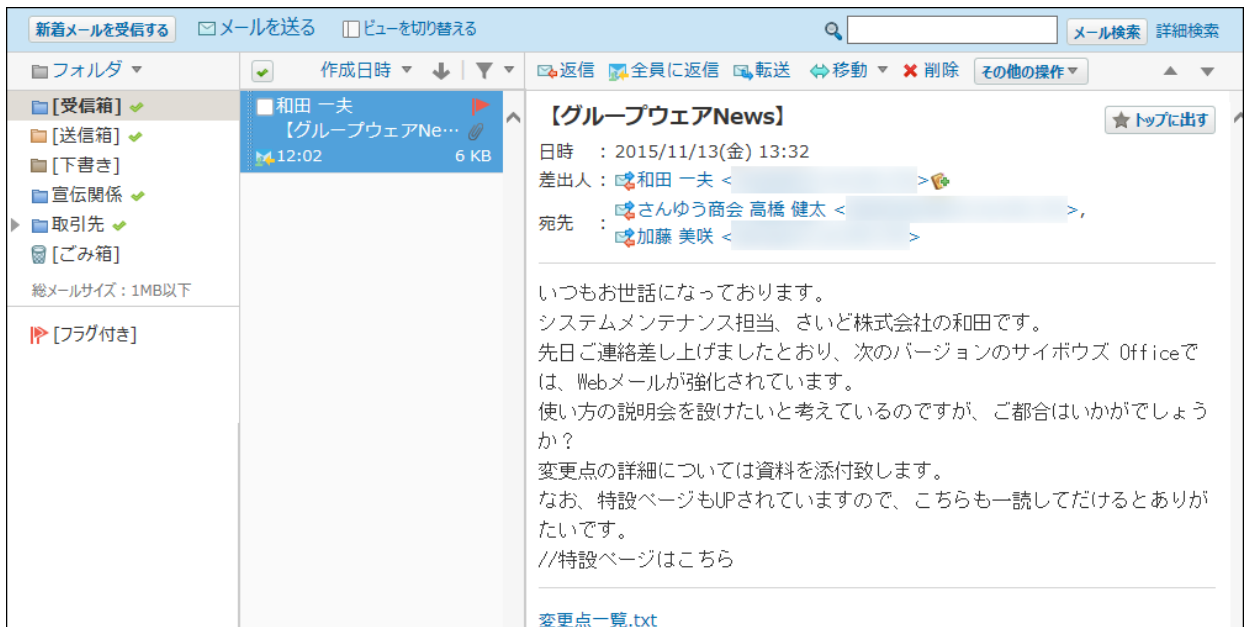 新着メールを受信する メールを送る ビューを切り替える メール検索 詳細検索
フォルダ
[受信箱]
[送信箱]
[下書き]
宣伝関係
取引先
[ごみ箱]
総メールサイズ：1MB以下
[フラグ付き]
作成日時
和田 一夫
【グループウェアNe…
12:02 6 KB
返信 全員に返信 転送 移動 削除 その他の操作
【グループウェアNews】 トップに出す
日時 ：2015/11/13(金) 13:32
差出人：和田 一夫 < >
宛先 ：さんゆう商会 高橋 健太 < >,
加藤 美咲 < >
いつもお世話になっております。
システムメンテナンス担当、さいど株式会社の和田です。
先日ご連絡差し上げましたとおり、次のバージョンのサイボウズ Officeで
は、Webメールが強化されています。
使い方の説明会を設けたいと考えているのですが、ご都合はいかがでしょう
か？
変更点の詳細については資料を添付致します。
なお、特設ページもUPされていますので、こちらも一読してだけるとありが
たいです。
//特設ページはこちら
変更点一覧.txt